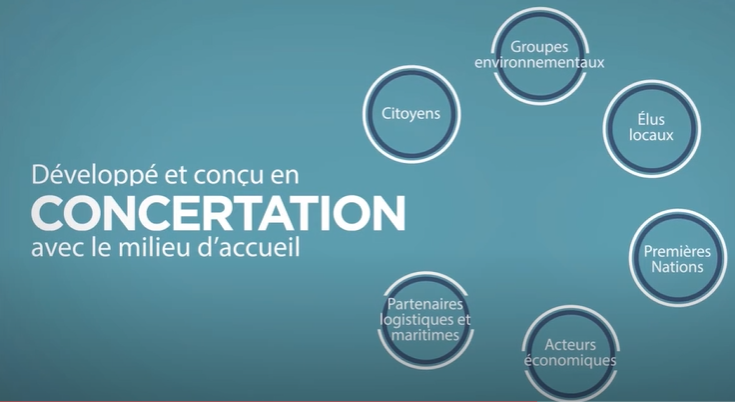 Développé et conçu en
CONCERTATION
avec le milieu d'accueil
Citoyens
Groupes
environnementaux
Élus
locaux
Premières
Nations
Acteurs
économiques
Partenaires
logistiques et
maritimes